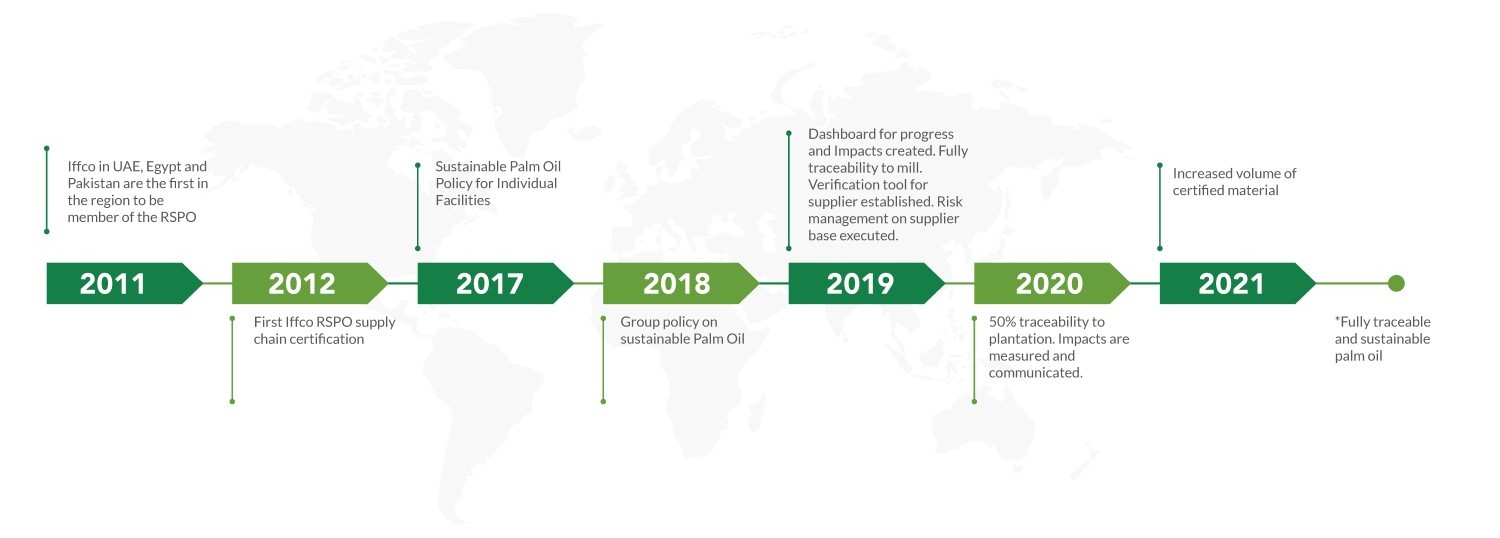 Iffco in UAE, Egypt and
Pakistan are the first in
the region to be
member of the RSPO
2011
2012
First Iffco RSPO supply
chain certification
Sustainable Palm Oil
Policy for Individual
Facilities
2017
2018
Group policy on
sustainable Palm Oil
Dashboard for progress
and Impacts created. Fully
traceability to mill.
Verification tool for
supplier established. Risk
management on supplier
base executed.
2019
2020
50% traceability to
plantation. Impacts are
measured and
communicated.
Increased volume of
certified material
2021
*Fully traceable
and sustainable
palm oil